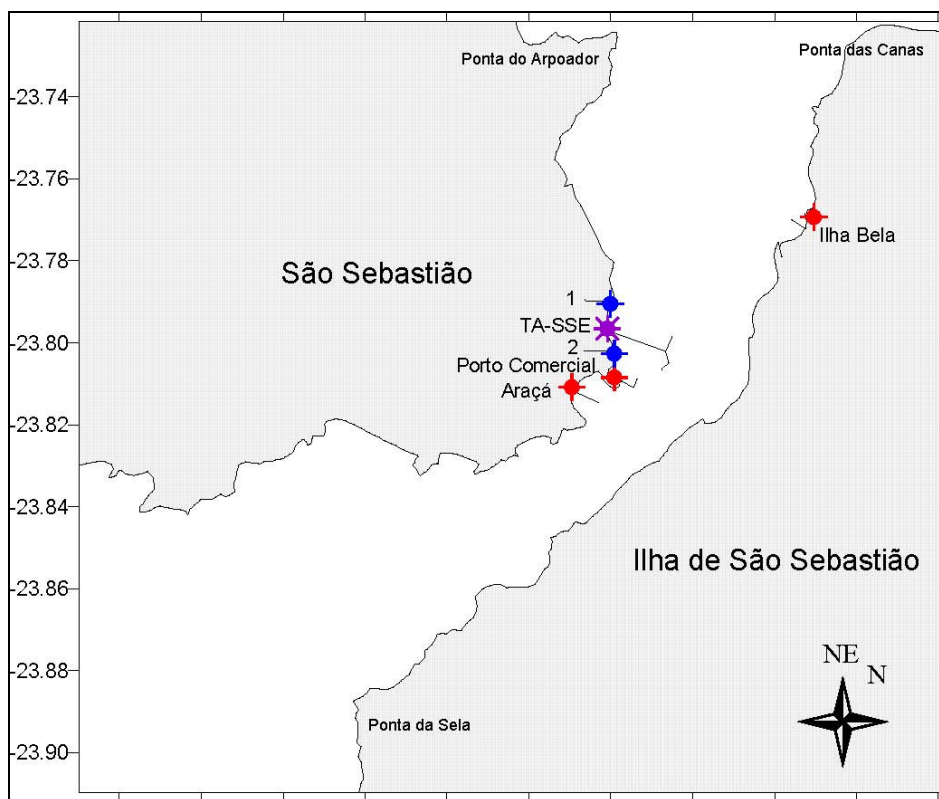 Ponta do Arpoador
Ponta das Canas
-23.74
-23.76
Ilha Bela
-23.78
São Sebastião
1
TA-SSE
-23.80
2
Porto Comercial
Araçá
-23.82
-23.84
Ilha de São Sebastião
-23.86
-23.88
NE
N
Ponta da Sela
-23.90